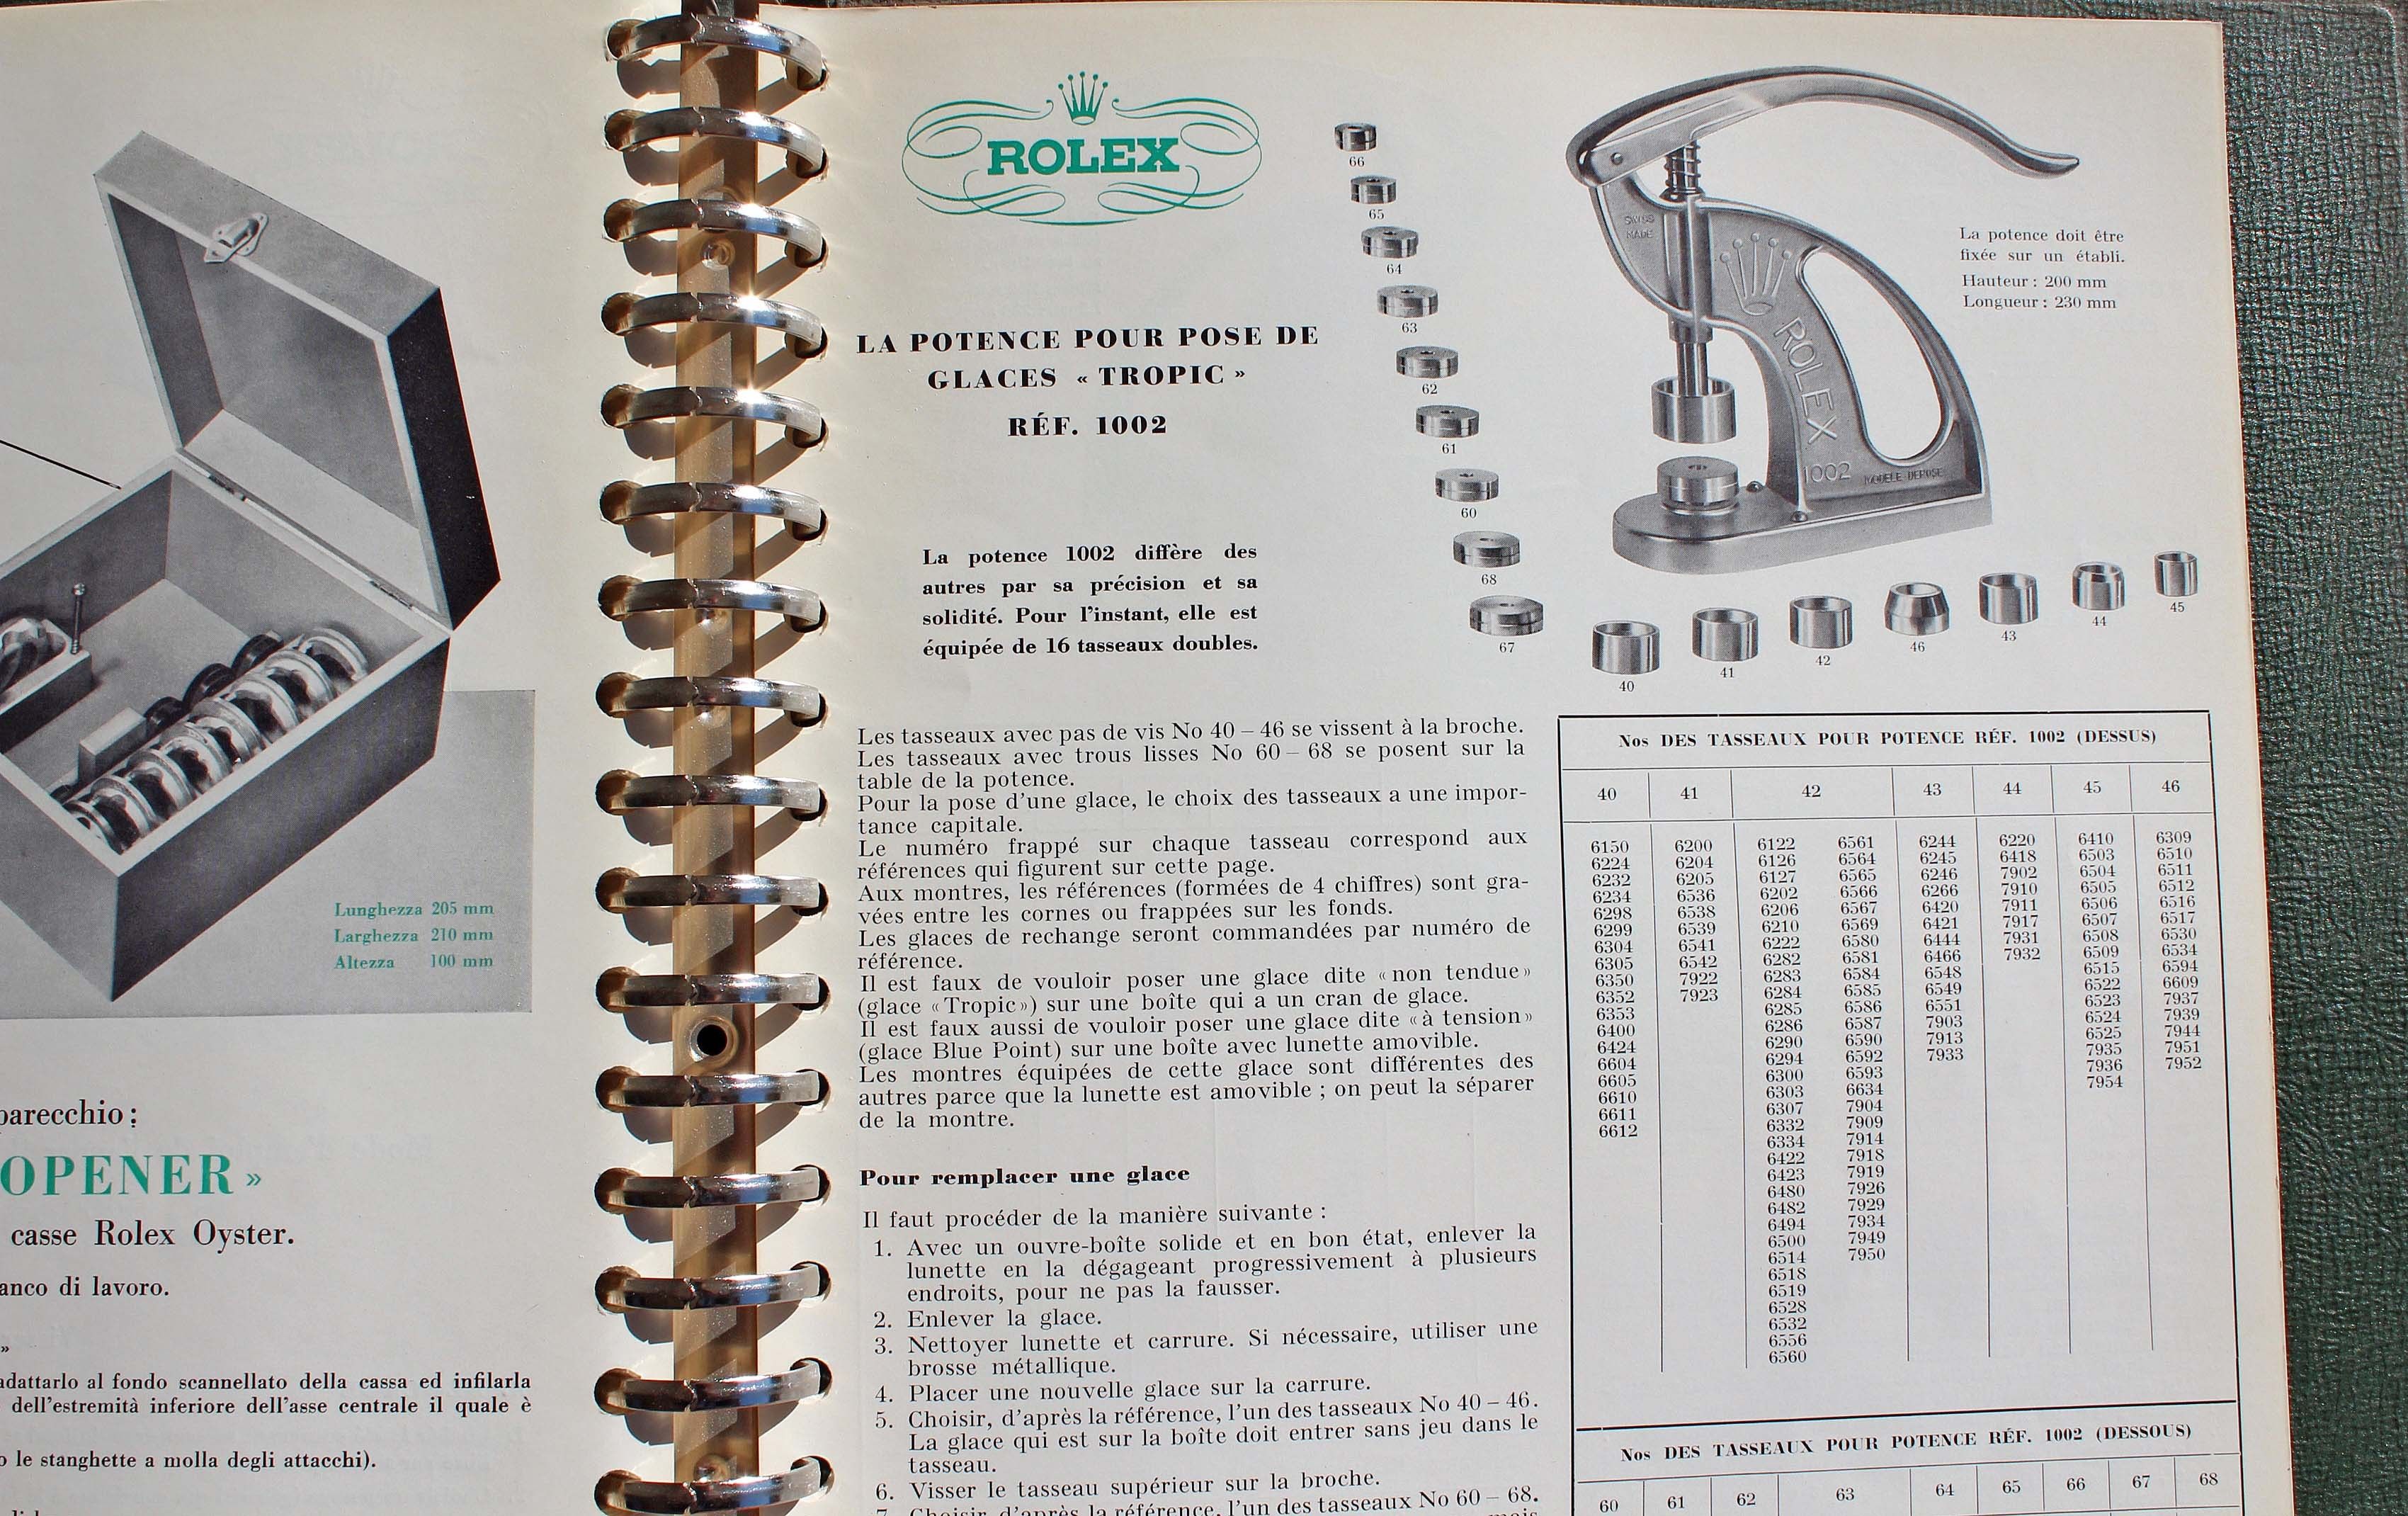 Lunghezza 205 mm
Larghezza 210 mm
Altezza 100 mm
parecchio :
OPENER »
casse Rolex Oyster.
anco di lavoro.
»
adattarlo al fondo scannellato della cassa ed infilarla
dell'estremità inferiore dell'asse centrale il quale è
o le stanghette a molla degli attacchi).
ROLEX
LA POTENCE POUR POSE DE
GLACES « TROPIC »
RÉF. 1002
La potence 1002 diffère des
autres par sa précision et sa
solidité. Pour l'instant, elle est
équipée de 16 tasseaux doubles.
66
65
64
63
62
61
60
68
67
SWISS
MADE
ROLEX
1002 MODELE DEPOSE
La potence doit être
fixée sur un établi.
Hauteur : 200 mm
Longueur : 230 mm
40
41
42
46
43
44
45
Les tasseaux avec pas de vis No 40 – 46 se vissent à la broche.
Les tasseaux avec trous lisses No 60 – 68 se posent sur la
table de la potence.
Pour la pose d'une glace, le choix des tasseaux a une impor-
tance capitale.
Le numéro frappé sur chaque tasseau correspond aux
références qui figurent sur cette page.
Aux montres, les références (formées de 4 chiffres) sont gra-
vées entre les cornes ou frappées sur les fonds.
Les glaces de rechange seront commandées par numéro de
référence.
Il est faux de vouloir poser une glace dite « non tendue »
(glace « Tropic ») sur une boîte qui a un cran de glace.
Il est faux aussi de vouloir poser une glace dite « à tension »
(glace Blue Point) sur une boîte avec lunette amovible.
Les montres équipées de cette glace sont différentes des
autres parce que la lunette est amovible ; on peut la séparer
de la montre.
Pour remplacer une glace
Il faut procéder de la manière suivante :
1. Avec un ouvre-boîte solide et en bon état, enlever la
lunette en la dégageant progressivement à plusieurs
endroits, pour ne pas la fausser.
2. Enlever la glace.
3. Nettoyer lunette et carrure. Si nécessaire, utiliser une
brosse métallique.
4. Placer une nouvelle glace sur la carrure.
5. Choisir, d'après la référence, l'un des tasseaux No 40 – 46.
La glace qui est sur la boîte doit entrer sans jeu dans le
tasseau.
6. Visser le tasseau supérieur sur la broche.
7. Choisir, d'après la référence, l'un des tasseaux No 60 – 68.
mais
Nos DES TASSEAUX POUR POTENCE RÉF. 1002 (DESSUS)
40 41 42 43 44 45 46
6150 6200 6122 6561 6244 6220 6410 6309
6224 6204 6126 6564 6245 6418 6503 6510
6232 6205 6127 6565 6246 7902 6504 6511
6234 6536 6202 6566 6266 7910 6505 6512
6298 6538 6206 6567 6420 7911 6506 6516
6299 6539 6210 6569 6421 7917 6507 6517
6304 6541 6222 6580 6444 7931 6508 6530
6305 6542 6282 6581 6466 7932 6509 6534
6350 7922 6283 6584 6548 6515 6594
6352 7923 6284 6585 6549 6522 6609
6353 6285 6586 6551 6523 7937
6400 6286 6587 7903 6524 7939
6424 6290 6590 7913 6525 7944
6604 6294 6592 7933 7935 7951
6605 6300 6593 7936 7952
6610 6303 6634 7954
6611 6307 7904
6612 6332 7909
6334 7914
6422 7918
6423 7919
6480 7926
6482 7929
6494 7934
6500 7949
6514 7950
6518
6519
6528
6532
6556
6560
Nos DES TASSEAUX POUR POTENCE RÉF. 1002 (DESSOUS)
60 61 62 63 64 65 66 67 68